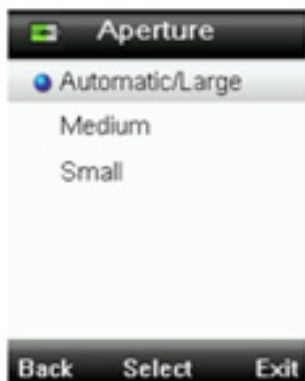 Aperture
Automatic/Large
Medium
Small
Back Select Exit